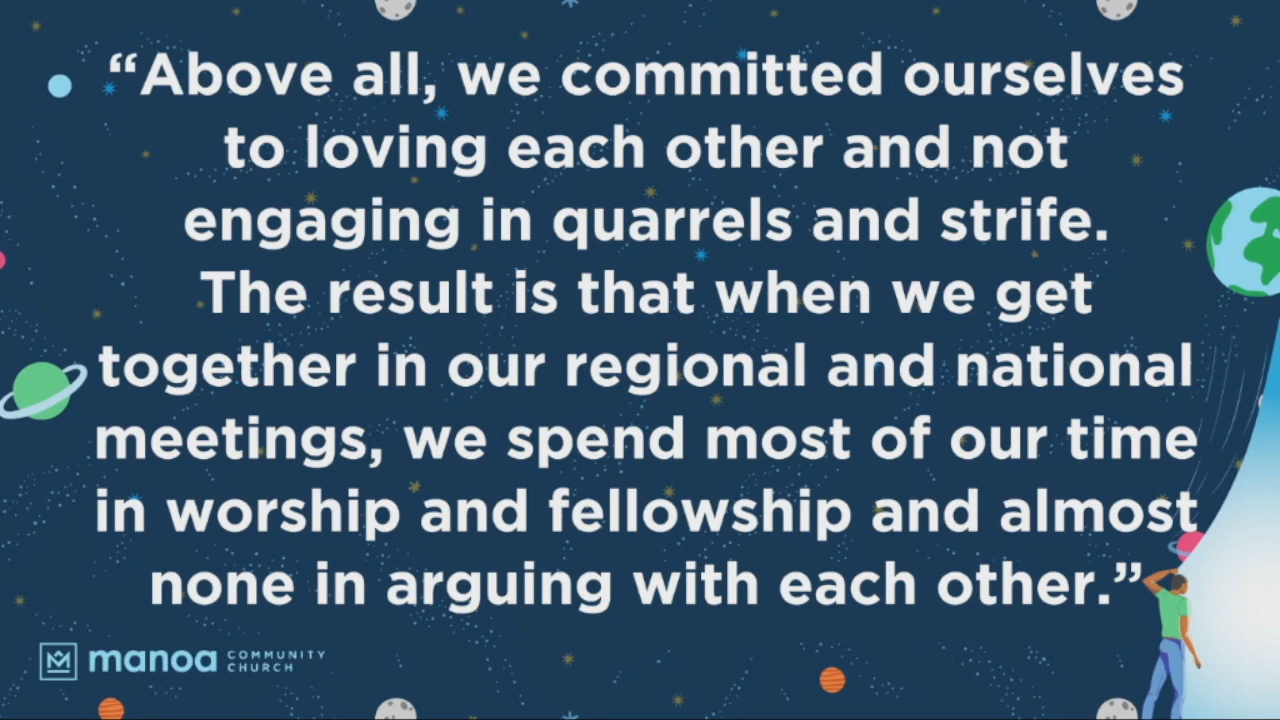 “Above all, we committed ourselves
to loving each other and not
engaging in quarrels and strife.
The result is that when we get
together in our regional and national
meetings, we spend most of our time
in worship and fellowship and almost
none in arguing with each other.”
manoa COMMUNITY CHURCH